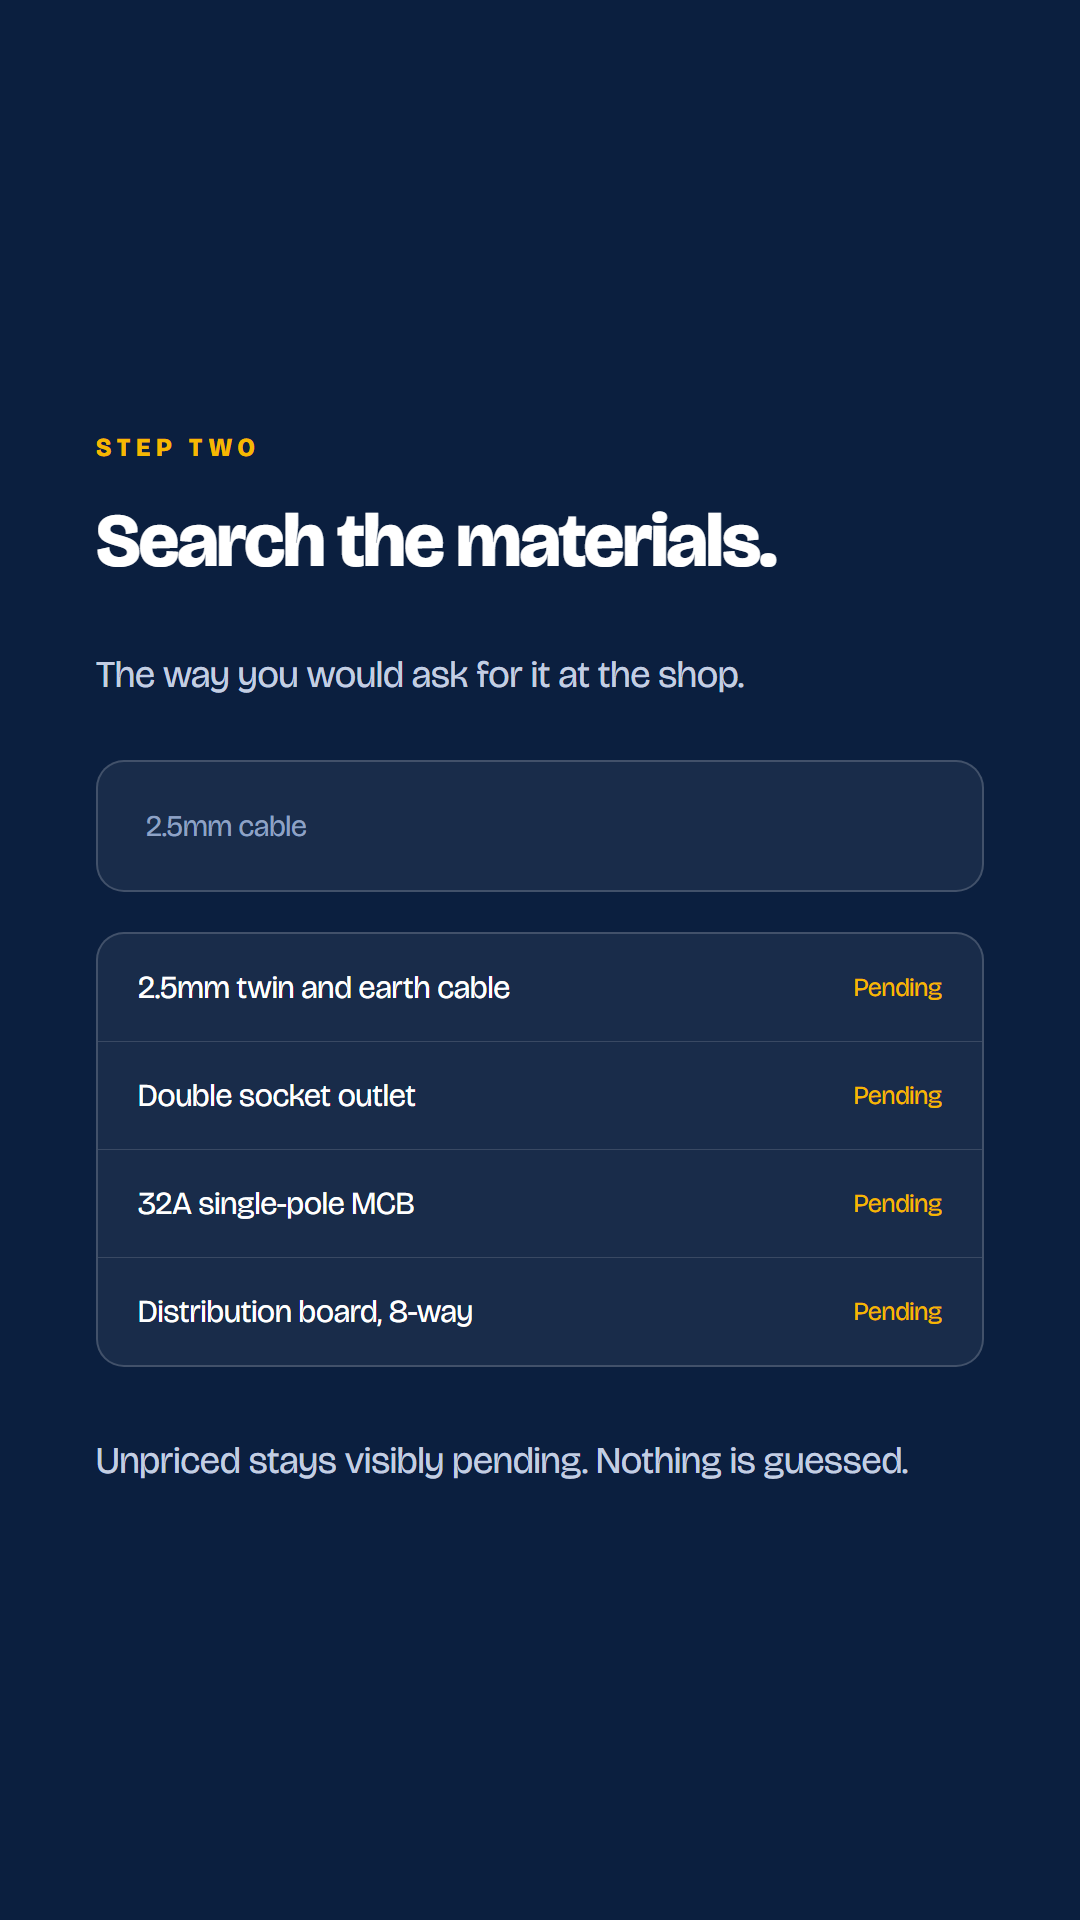 STEP TWO
Search the materials.
The way you would ask for it at the shop.
2.5mm cable
2.5mm twin and earth cable Pending
Double socket outlet Pending
32A single-pole MCB Pending
Distribution board, 8-way Pending
Unpriced stays visibly pending. Nothing is guessed.